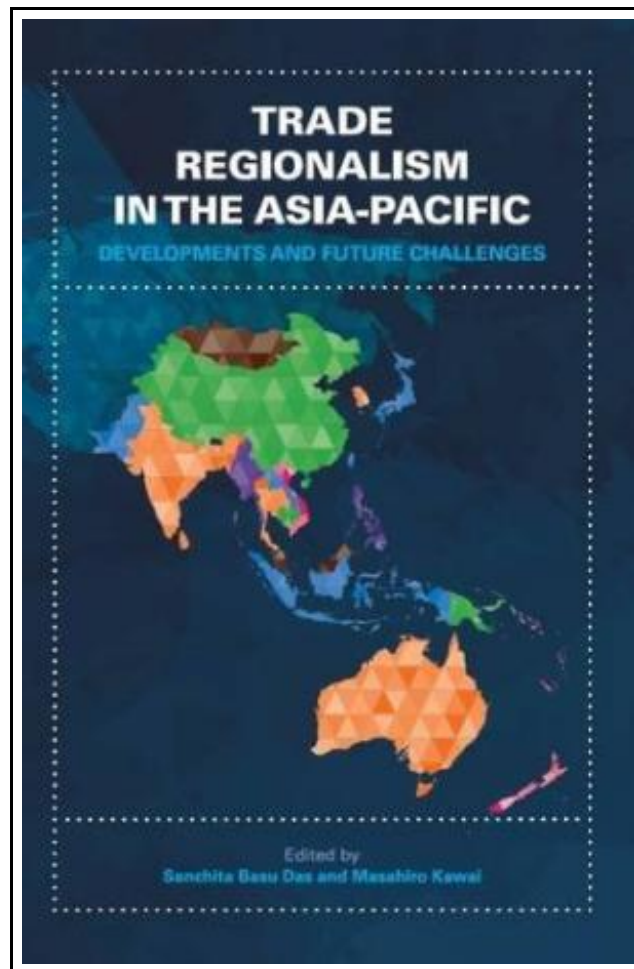 TRADE
REGIONALISM
IN THE ASIA-PACIFIC
DEVELOPMENTS AND FUTURE CHALLENGES
Edited by
Sanchita Basu Das and Masahiro Kawai